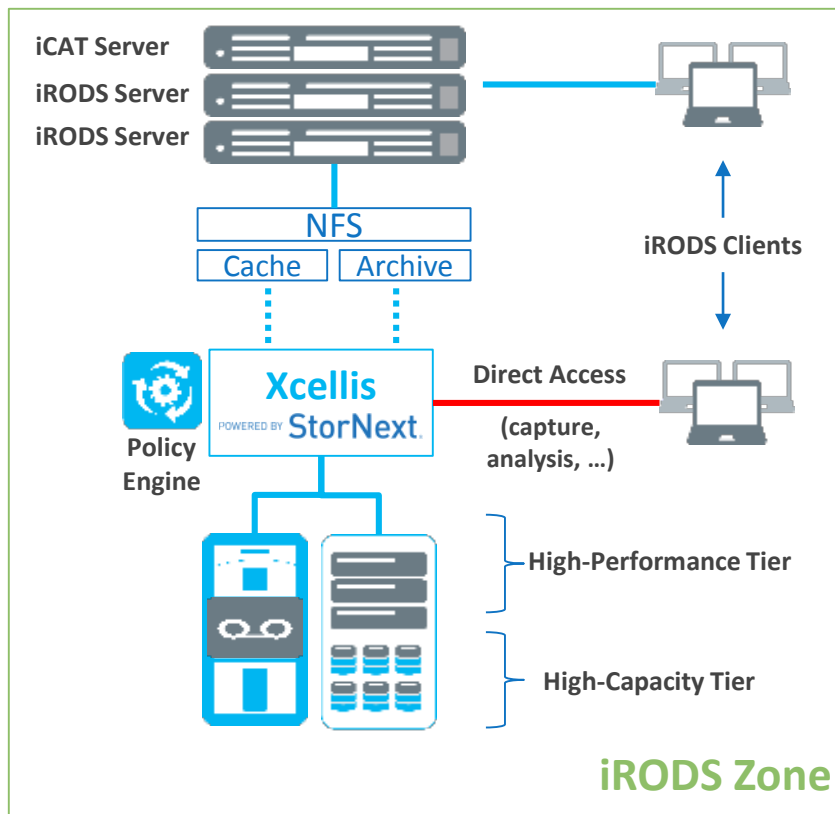 iCAT Server
iRODS Server
iRODS Server
NFS
Cache
Archive
iRODS Clients
Xcellis
POWERED BY StorNext.
Policy
Engine
Direct Access
(capture,
analysis, ...)
High-Performance Tier
High-Capacity Tier
iRODS Zone